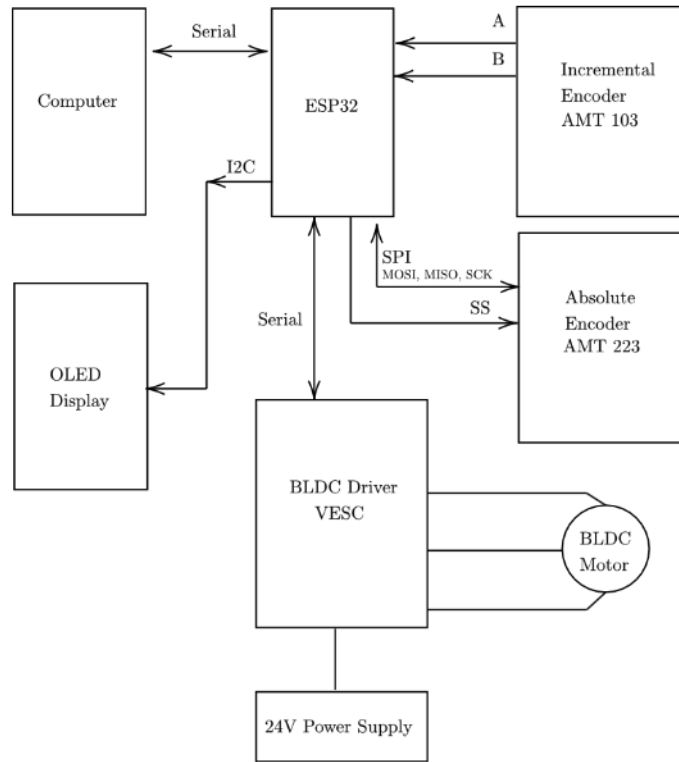 Serial
A
B
Computer
ESP32
Incremental
Encoder
AMT 103
I2C
SPI
MOSI, MISO, SCK
SS
Absolute
Encoder
AMT 223
Serial
OLED
Display
BLDC Driver
VESC
BLDC
Motor
24V Power Supply